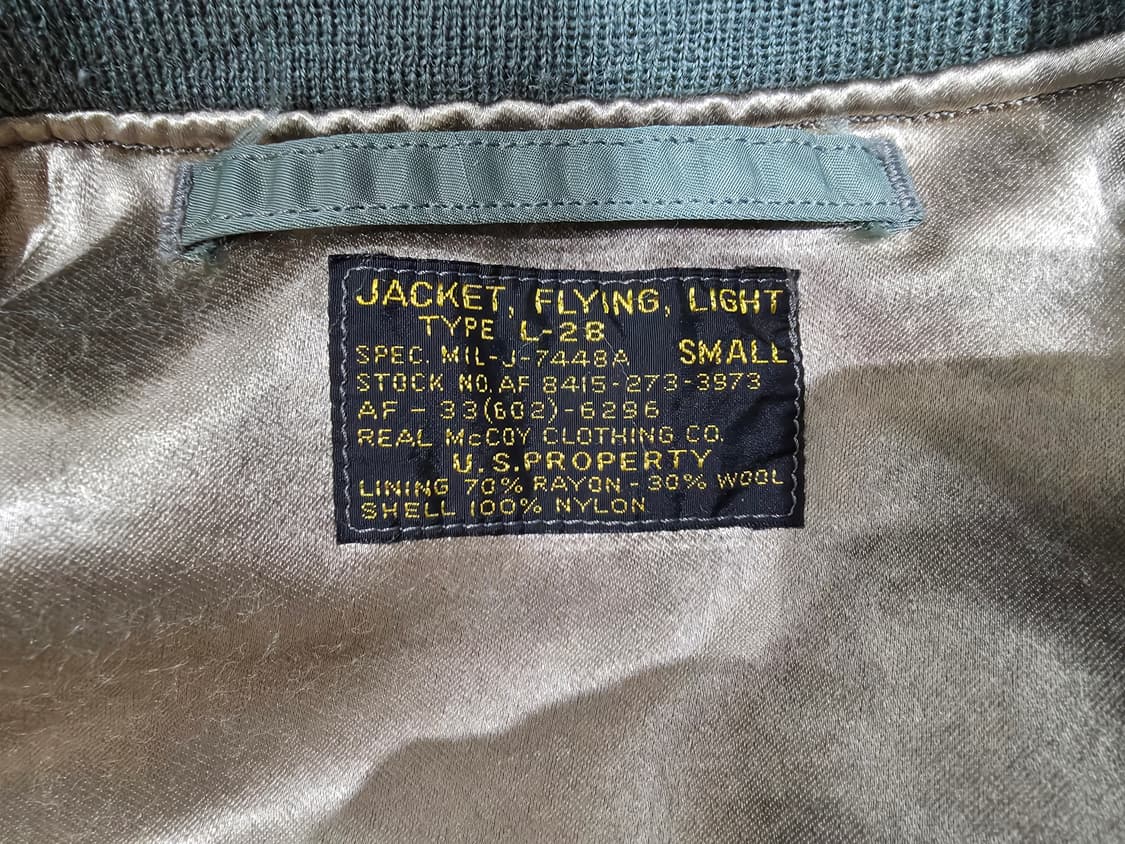 JACKET, FLYING, LIGHT
TYPE L-2B
SPEC. MIL-J-7448A SMALL
STOCK NO. AF 8415-273-3973
AF - 33(602)-6296
REAL McCOY CLOTHING CO.
U.S. PROPERTY
LINING 70% RAYON - 30% WOOL
SHELL 100% NYLON